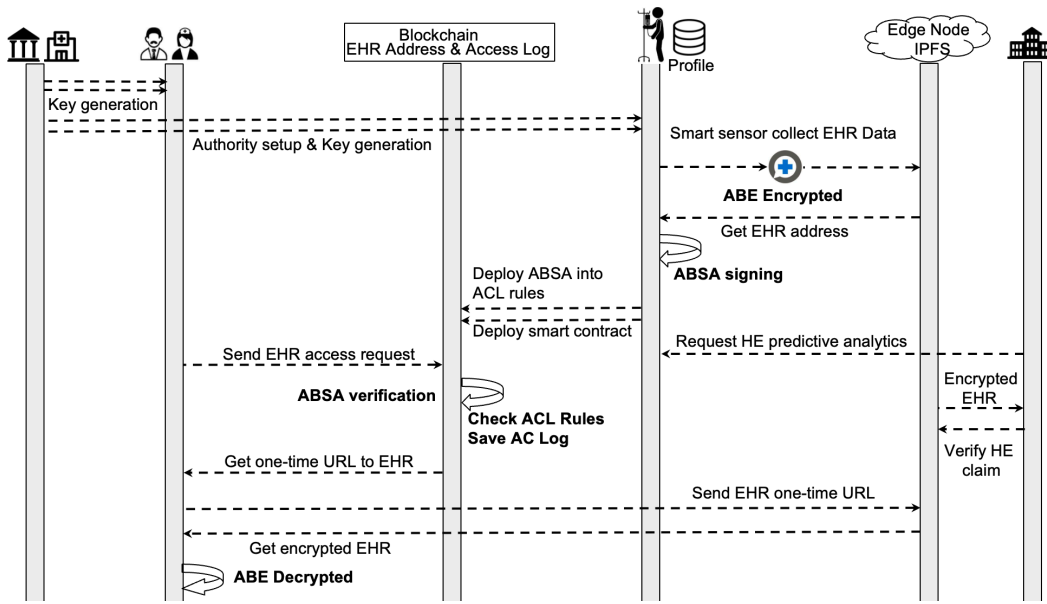 Blockchain
EHR Address & Access Log
Edge Node
IPFS
Profile
Key generation
Authority setup & Key generation
Smart sensor collect EHR Data
ABE Encrypted
Get EHR address
ABSA signing
Deploy ABSA into
ACL rules
Deploy smart contract
Request HE predictive analytics
Send EHR access request
Encrypted
EHR
ABSA verification
Check ACL Rules
Save AC Log
Verify HE
claim
Get one-time URL to EHR
Send EHR one-time URL
Get encrypted EHR
ABE Decrypted